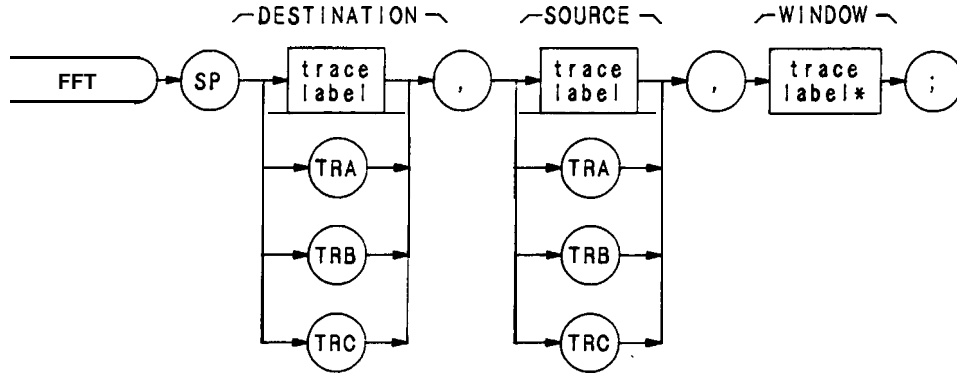 DESTINATION SOURCE WINDOW
FFT SP trace label , trace label , trace label* ;
TRA TRA
TRB TRB
TRC TRC